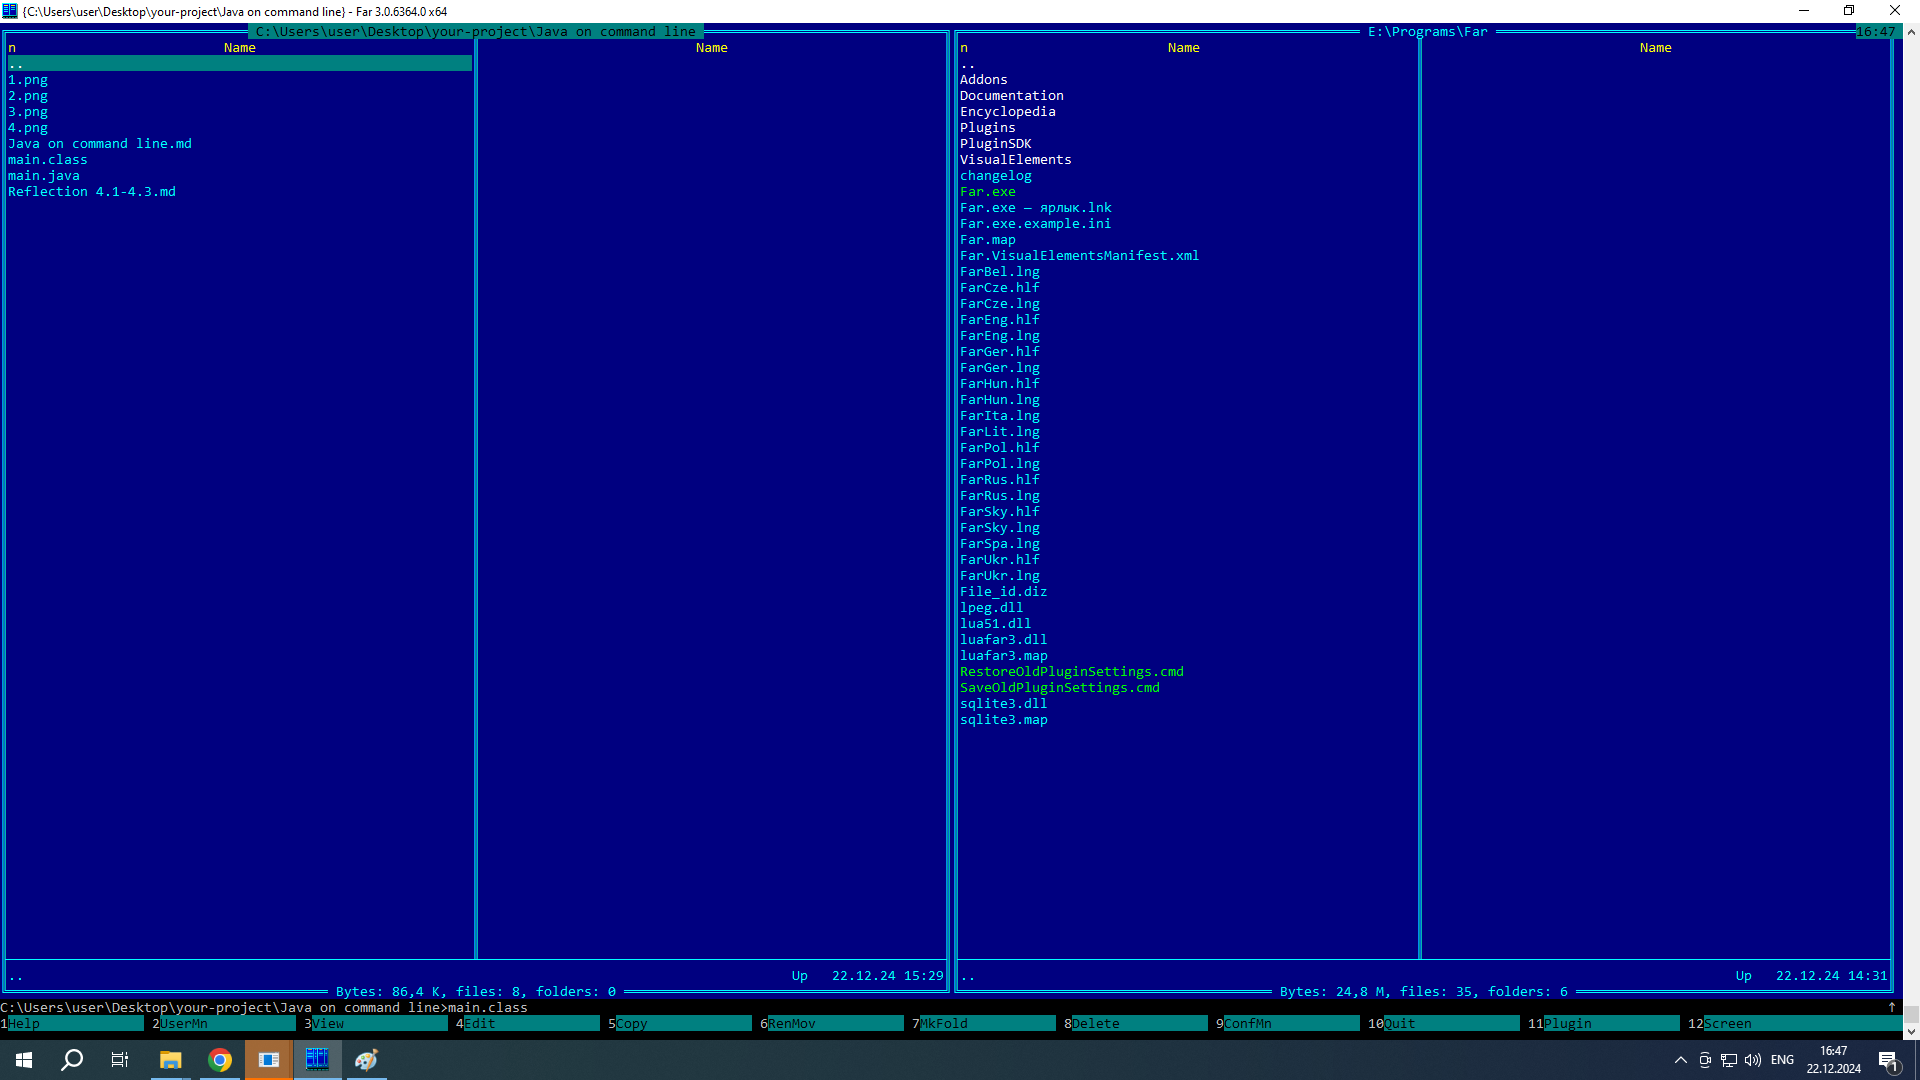 {C:\Users\user\Desktop\your-project\Java on command line} - Far 3.0.6364.0 x64
C:\Users\user\Desktop\your-project\Java on command line
n Name Name
..
1.png
2.png
3.png
4.png
Java on command line.md
main.class
main.java
Reflection 4.1-4.3.md
.. Up 22.12.24 15:29
Bytes: 86,4 K, files: 8, folders: 0
E:\Programs\Far 16:47
n Name Name
..
Addons
Documentation
Encyclopedia
Plugins
PluginSDK
VisualElements
changelog
Far.exe
Far.exe — ярлык.lnk
Far.exe.example.ini
Far.map
Far.VisualElementsManifest.xml
FarBel.lng
FarCze.hlf
FarCze.lng
FarEng.hlf
FarEng.lng
FarGer.hlf
FarGer.lng
FarHun.hlf
FarHun.lng
FarIta.lng
FarLit.lng
FarPol.hlf
FarPol.lng
FarRus.hlf
FarRus.lng
FarSky.hlf
FarSky.lng
FarSpa.lng
FarUkr.hlf
FarUkr.lng
File_id.diz
lpeg.dll
lua51.dll
luafar3.dll
luafar3.map
RestoreOldPluginSettings.cmd
SaveOldPluginSettings.cmd
sqlite3.dll
sqlite3.map
.. Up 22.12.24 14:31
Bytes: 24,8 M, files: 35, folders: 6
C:\Users\user\Desktop\your-project\Java on command line>main.class ↑
1Help 2UserMn 3View 4Edit 5Copy 6RenMov 7MkFold 8Delete 9ConfMn 10Quit 11Plugin 12Screen
ENG 16:47 1
22.12.2024